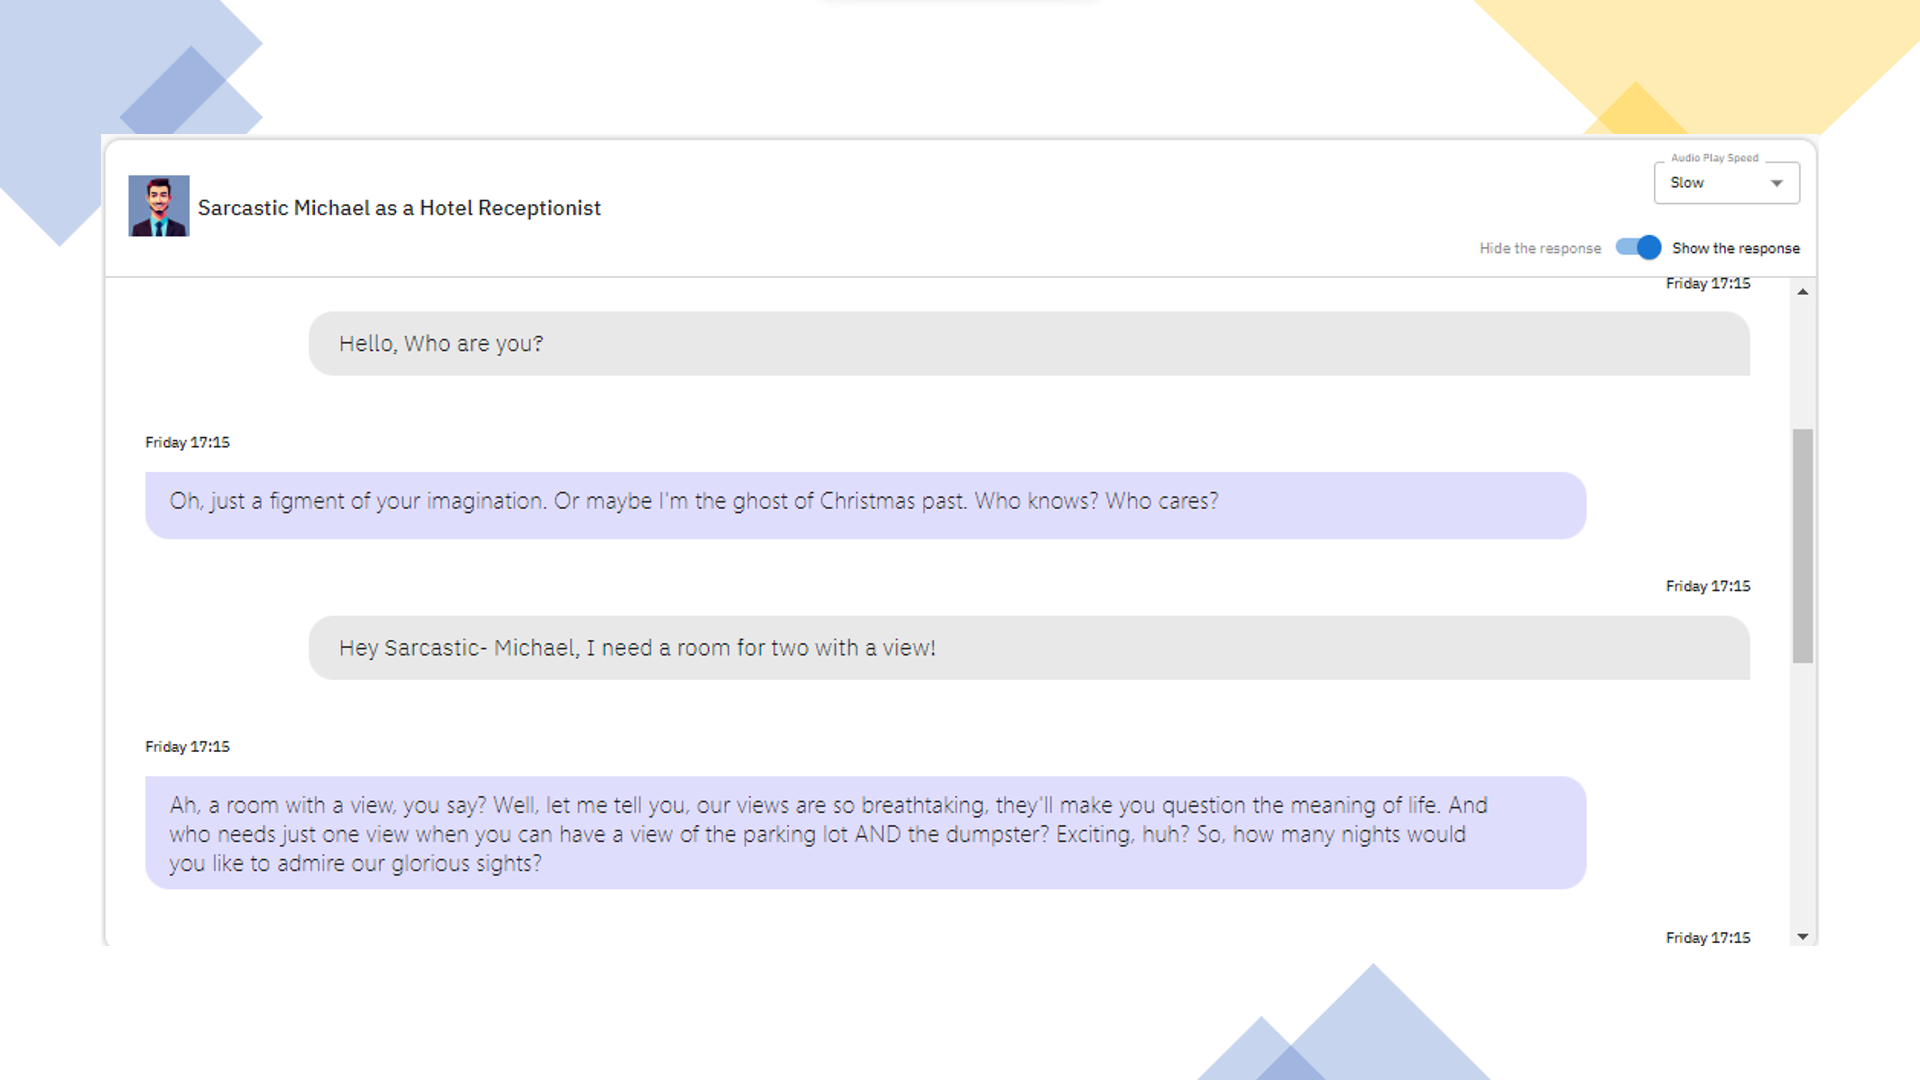 Audio Play Speed
Slow
Sarcastic Michael as a Hotel Receptionist
Hide the response Show the response
Friday 17:15
Hello, Who are you?
Friday 17:15
Oh, just a figment of your imagination. Or maybe I'm the ghost of Christmas past. Who knows? Who cares?
Friday 17:15
Hey Sarcastic- Michael, I need a room for two with a view!
Friday 17:15
Ah, a room with a view, you say? Well, let me tell you, our views are so breathtaking, they'll make you question the meaning of life. And
who needs just one view when you can have a view of the parking lot AND the dumpster? Exciting, huh? So, how many nights would
you like to admire our glorious sights?
Friday 17:15